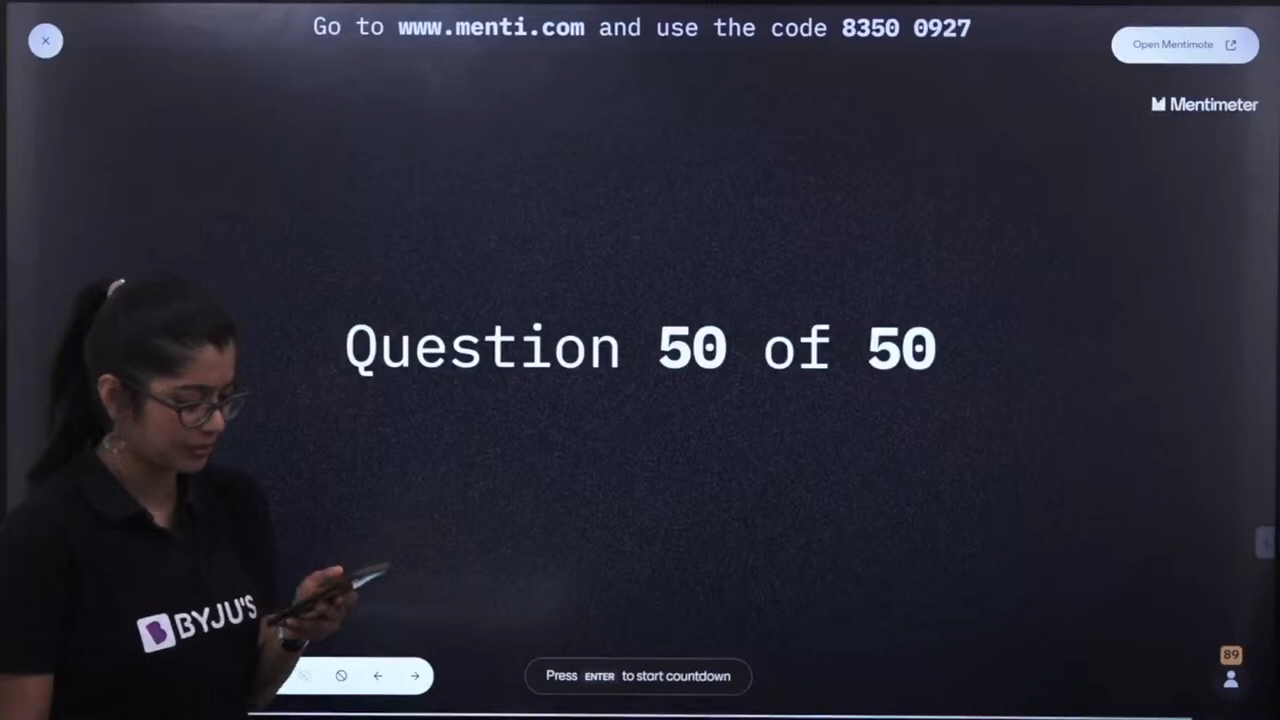 Go to www.menti.com and use the code 8350 0927
Open Mentimote
Mentimeter
Question 50 of 50
BYJU'S
Press ENTER to start countdown
89